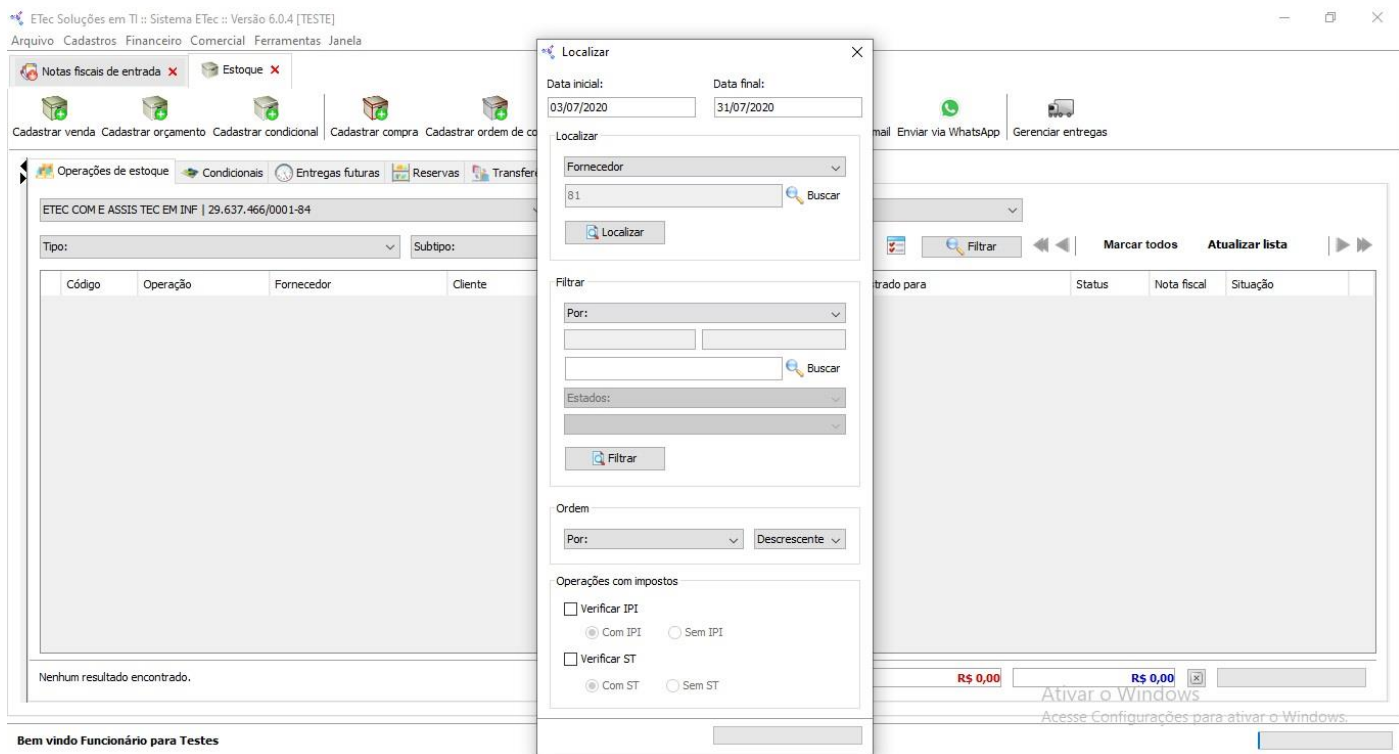 ETec Soluções em TI :: Sistema ETec :: Versão 6.0.4 [TESTE]
Arquivo Cadastros Financeiro Comercial Ferramentas Janela
Notas fiscais de entrada
Estoque
Cadastrar venda
Cadastrar orçamento
Cadastrar condicional
Cadastrar compra
Cadastrar ordem de co
mail
Enviar via WhatsApp
Gerenciar entregas
Operações de estoque
Condicionais
Entregas futuras
Reservas
Transfere
ETEC COM E ASSIS TEC EM INF | 29.637.466/0001-84
Tipo:
Subtipo:
Filtrar
Marcar todos
Atualizar lista
Código
Operação
Fornecedor
Cliente
trado para
Status
Nota fiscal
Situação
Localizar
Data inicial:
Data final:
03/07/2020
31/07/2020
Localizar
Fornecedor
81
Buscar
Localizar
Filtrar
Por:
Buscar
Estados:
Filtrar
Ordem
Por:
Descrescente
Operações com impostos
Verificar IPI
Com IPI
Sem IPI
Verificar ST
Com ST
Sem ST
Nenhum resultado encontrado.
R$ 0,00
R$ 0,00
Ativar o Windows
Acesse Configurações para ativar o Windows.
Bem vindo Funcionário para Testes